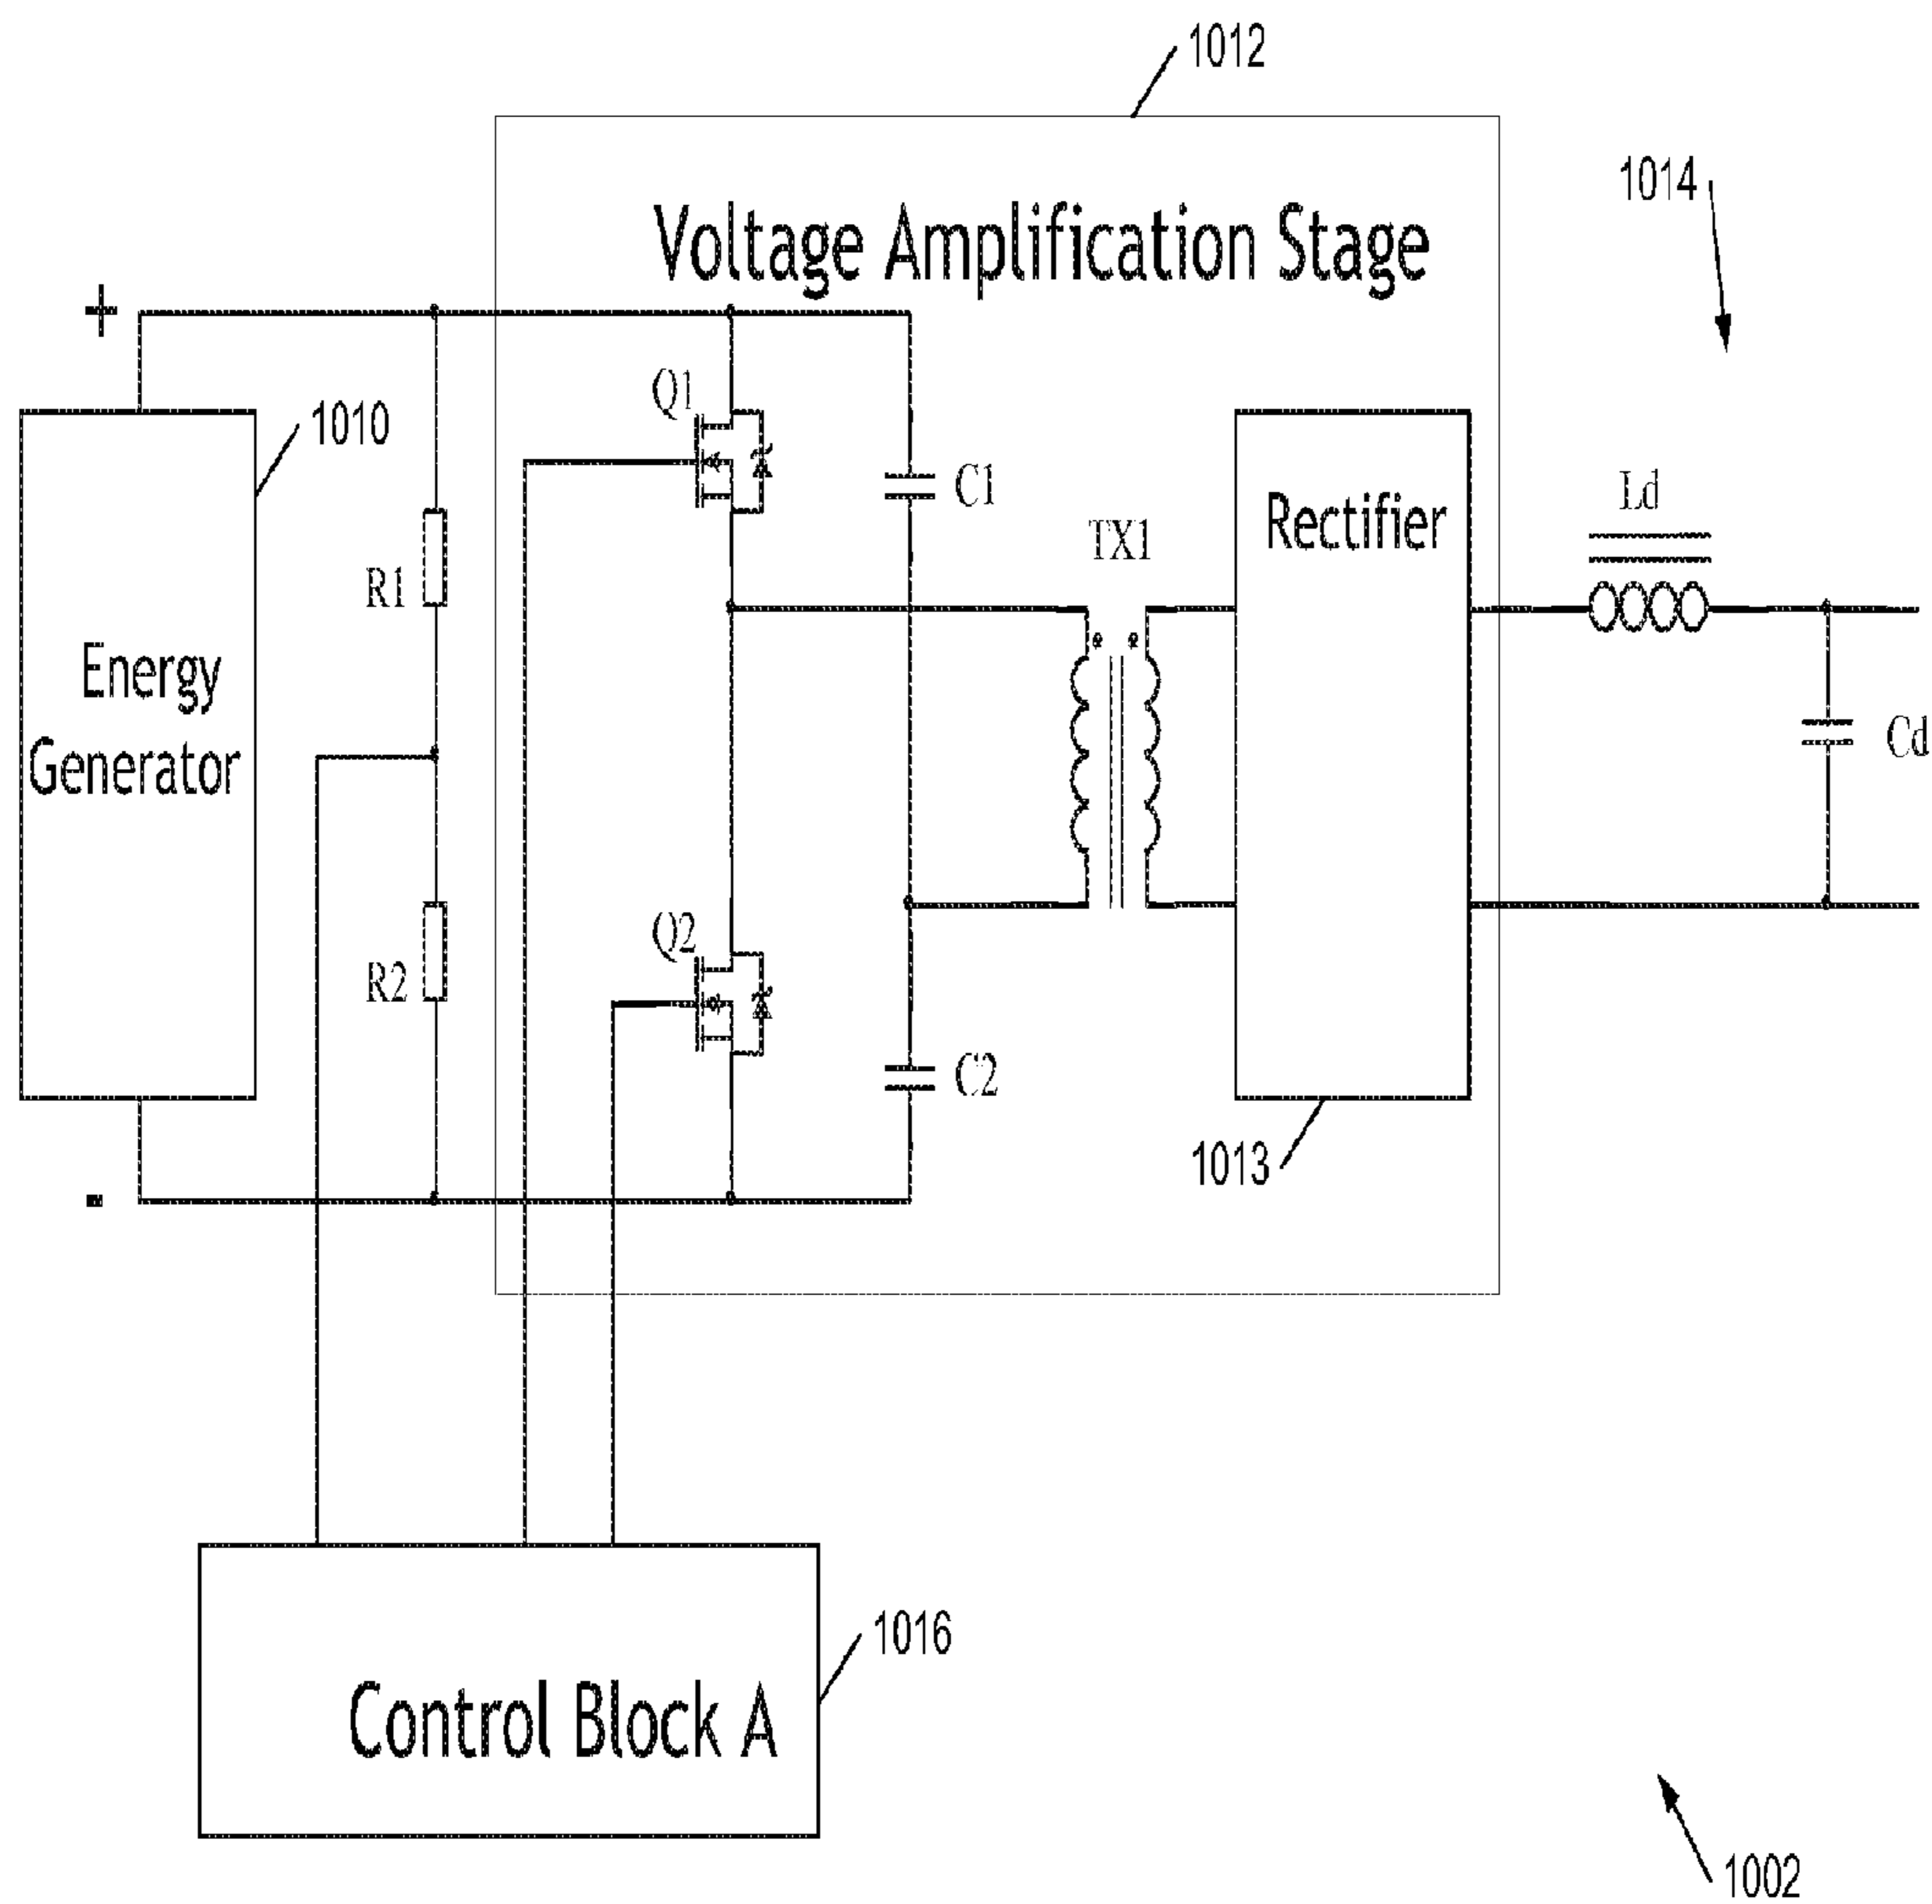 1012
1014
Voltage Amplification Stage
+
Q1
1010
C1
Ld
Rectifier
TX1
R1
Energy
Generator
Cd
Q2
R2
C2
1013
-
1016
Control Block A
1002